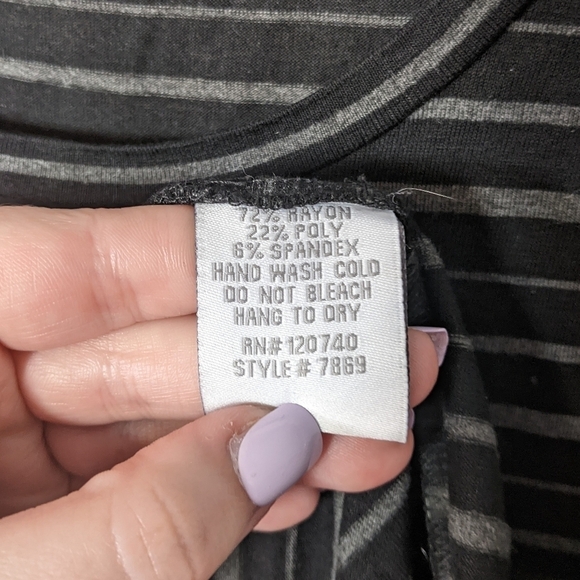 72% RAYON
22% POLY
6% SPANDEX
HAND WASH COLD
DO NOT BLEACH
HANG TO DRY
RN# 120740
STYLE # 7869